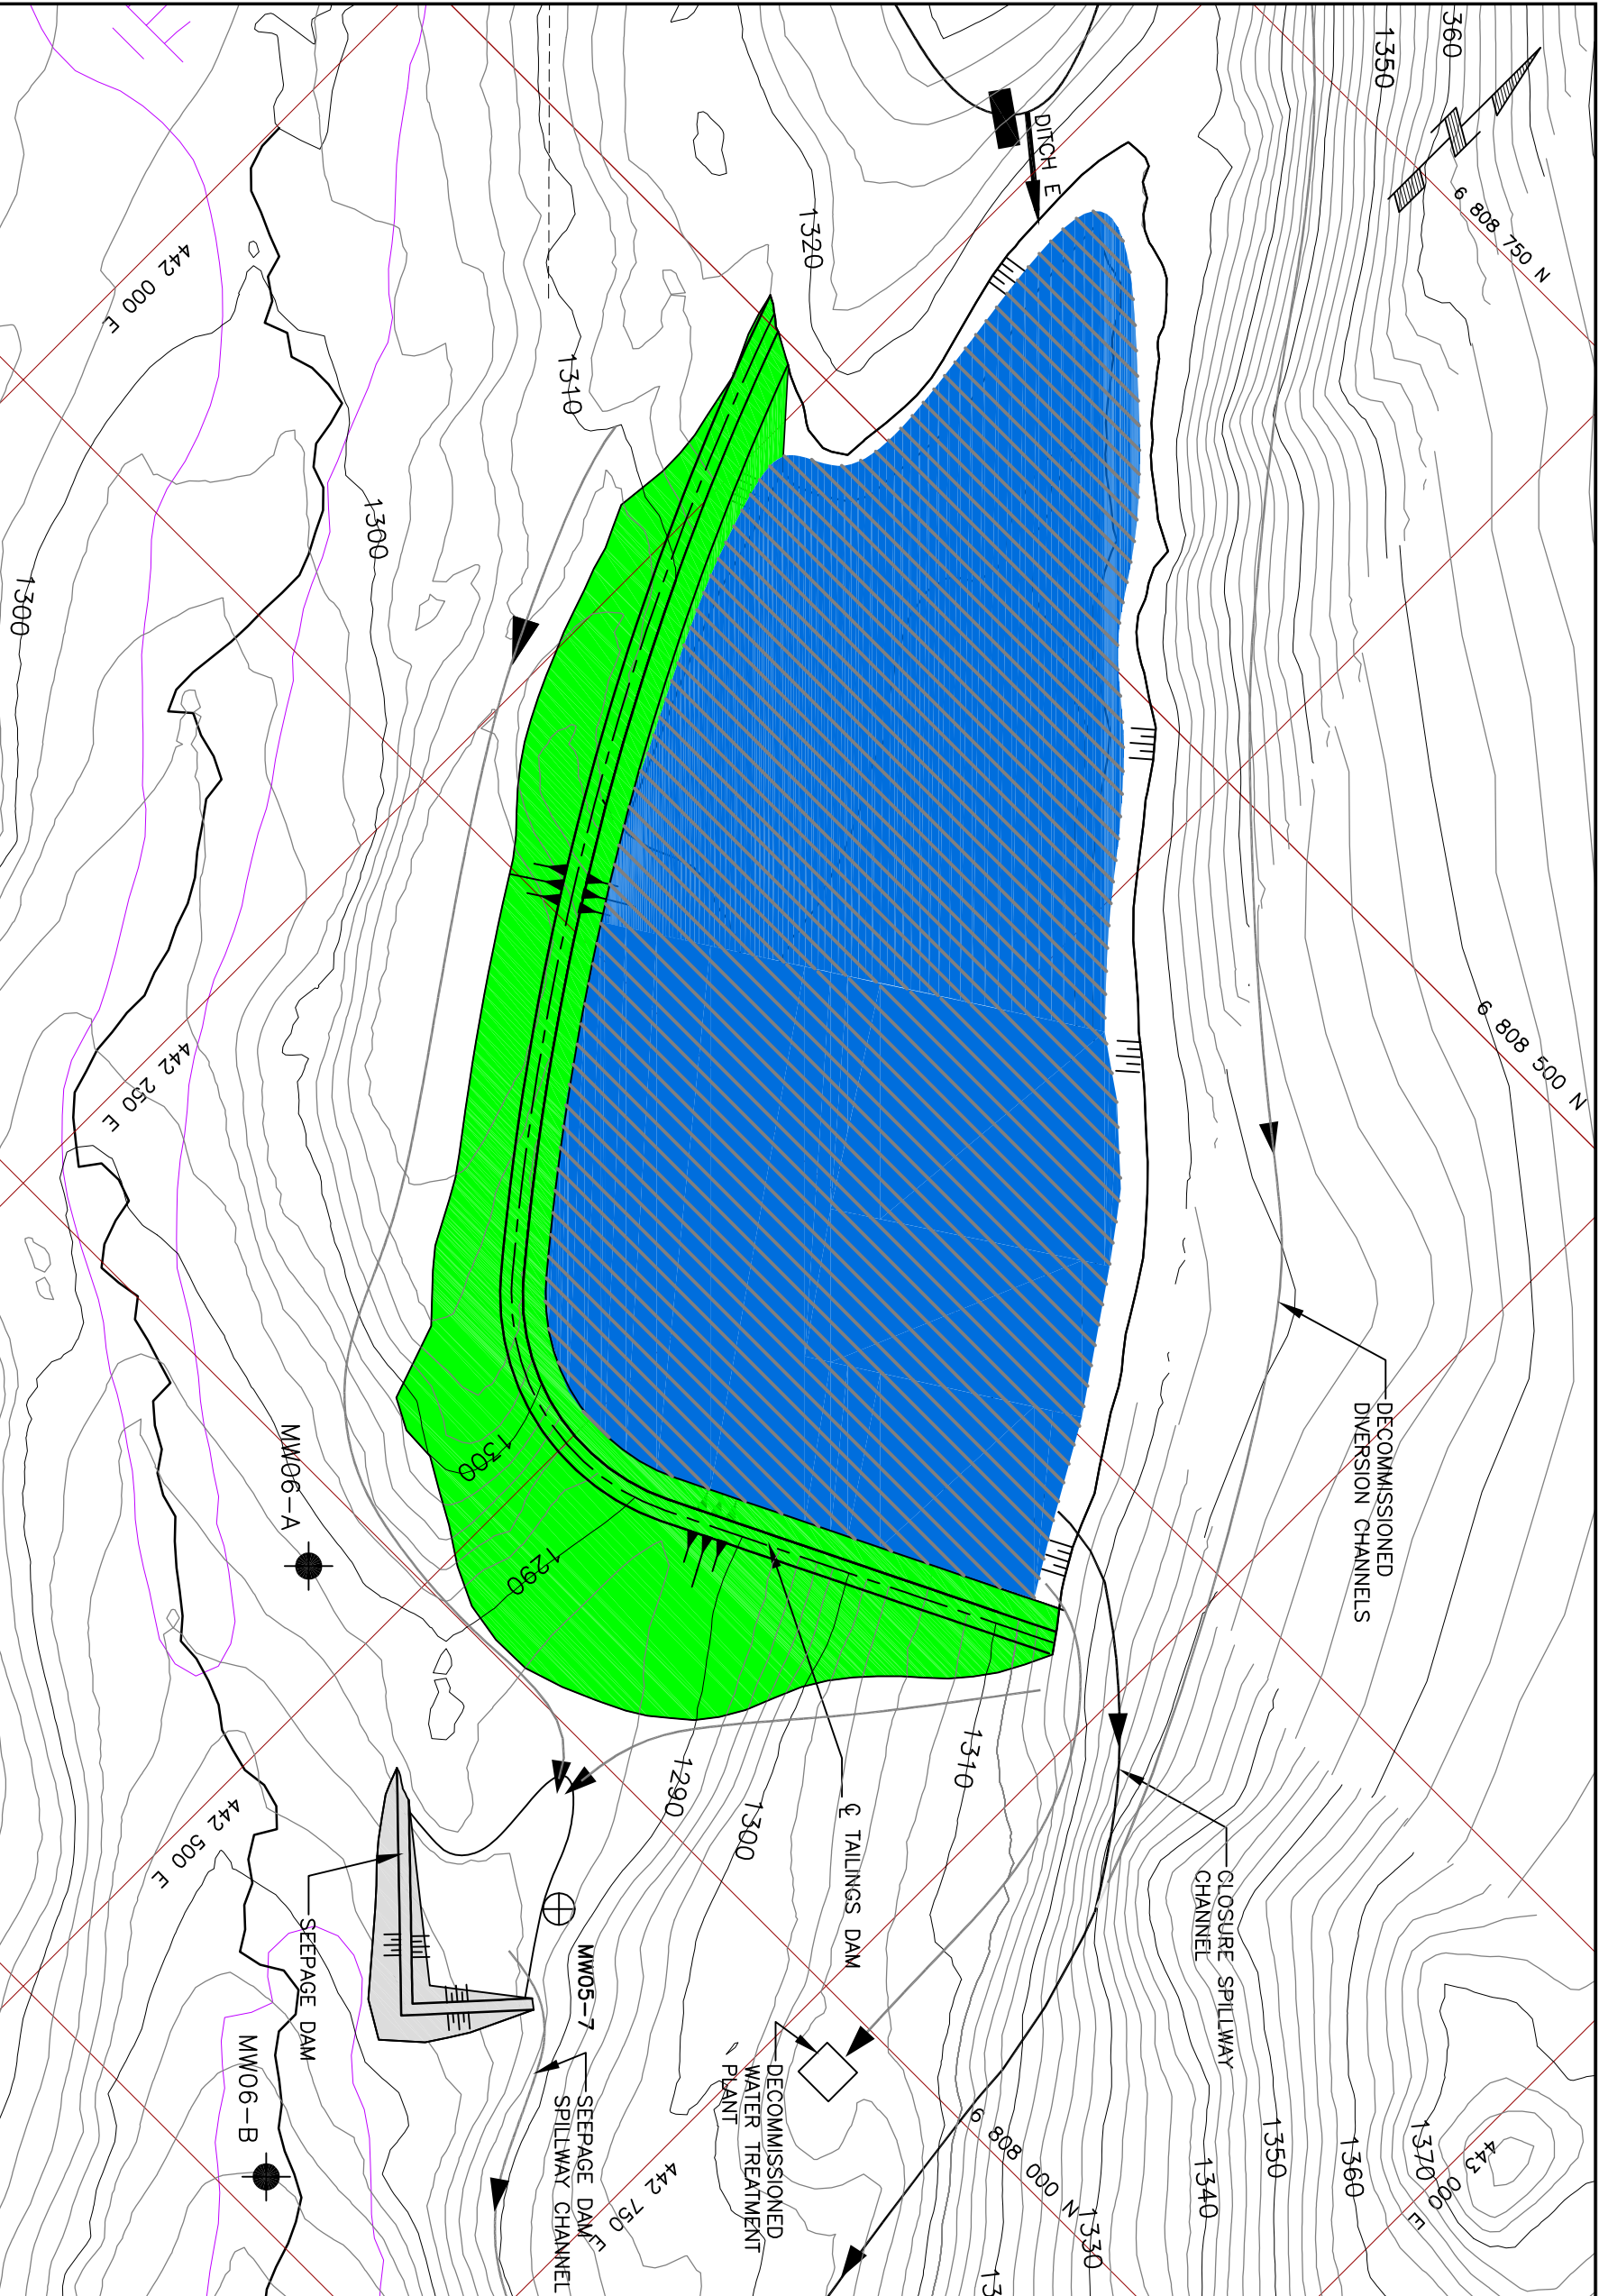 360
1350
6 808 750 N
DITCH E
1320
442 000 E
1310
1300
1300
6 808 500 N
442 250 E
DECOMMISSIONED
DIVERSION CHANNELS
MW06-A
1300
1290
1310
1290
1300
℄ TAILINGS DAM
CLOSURE SPILLWAY
CHANNEL
442 500 E
SEEPAGE DAM
MW05-7
MW06-B
DECOMMISSIONED
WATER TREATMENT
PLANT
SEEPAGE DAM
SPILLWAY CHANNEL
442 750 E
6 808 000 N
1330
1340
1350
1360
1370
443 000 E
13